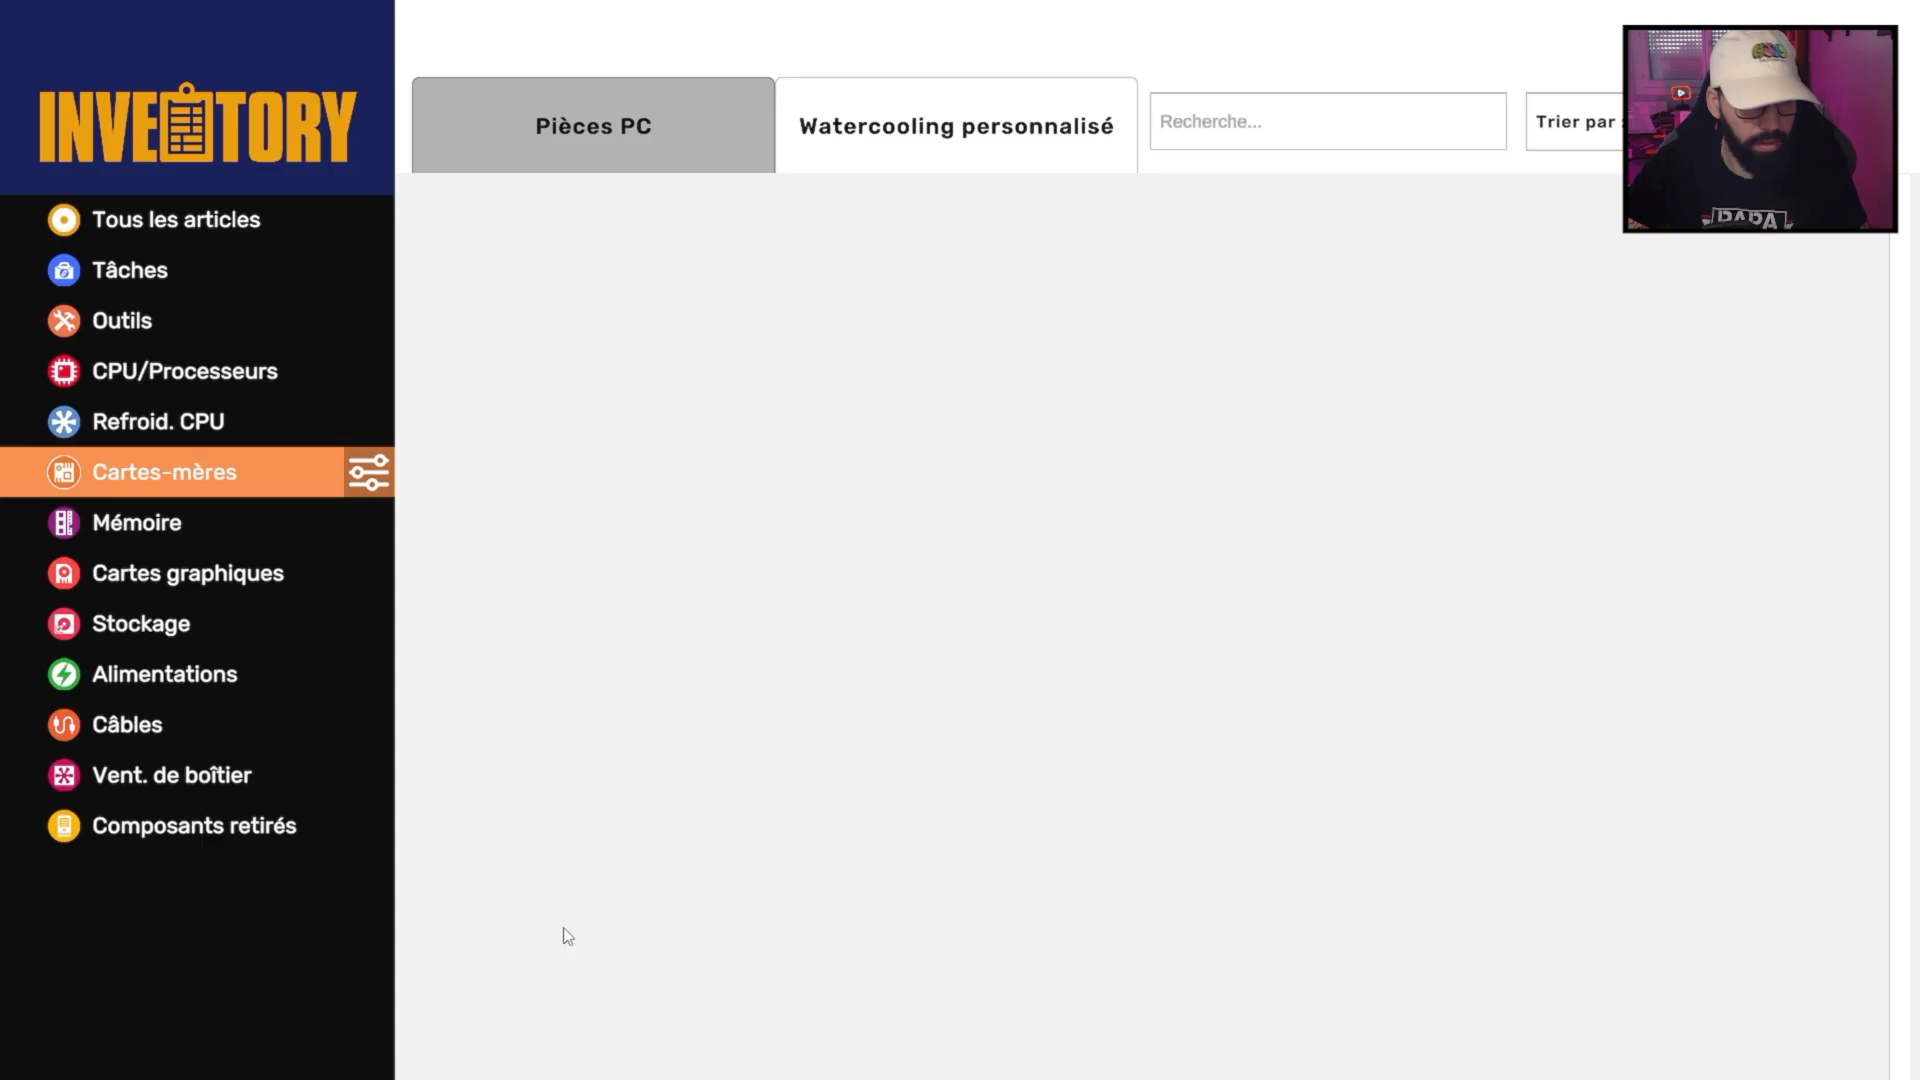 INVENTORY
Pièces PC
Watercooling personnalisé
Recherche...
Trier par :
Tous les articles
Tâches
Outils
CPU/Processeurs
Refroid. CPU
Cartes-mères
Mémoire
Cartes graphiques
Stockage
Alimentations
Câbles
Vent. de boîtier
Composants retirés
PAPA